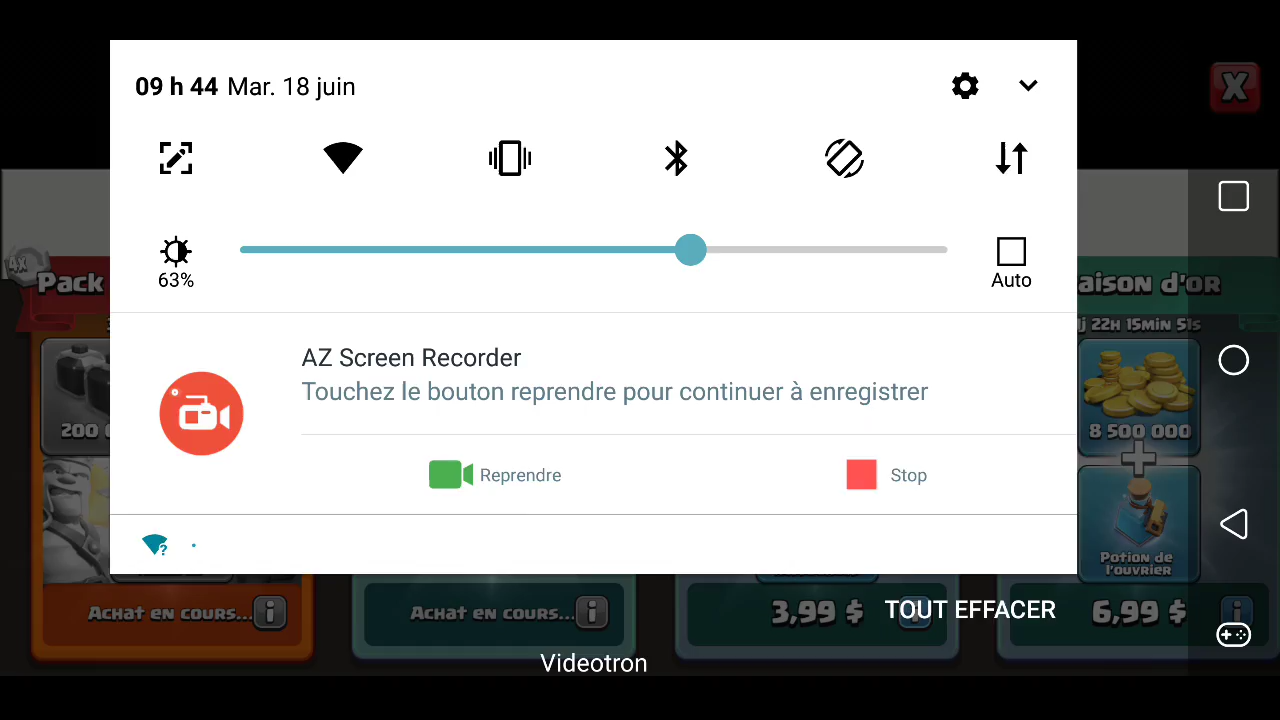 09 h 44 Mar. 18 juin
63%
Auto
AZ Screen Recorder
Touchez le bouton reprendre pour continuer à enregistrer
Reprendre
Stop
X
4X
Pack
aison d'or
j 22h 15min 51s
200
8 500 000
Potion de
l'ouvrier
Achat en cours...
Achat en cours...
3,99 $
6,99 $
TOUT EFFACER
Videotron